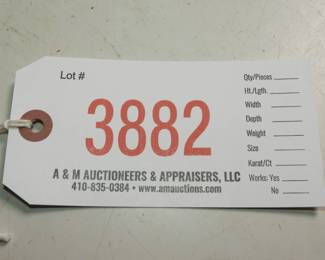 Lot #
3882
A & M AUCTIONEERS & APPRAISERS, LLC
410-835-0384 • www.amauctions.com
Qty/Pieces
Ht./Lgth.
Width
Depth
Weight
Size
Karat/Ct
Works: Yes
No